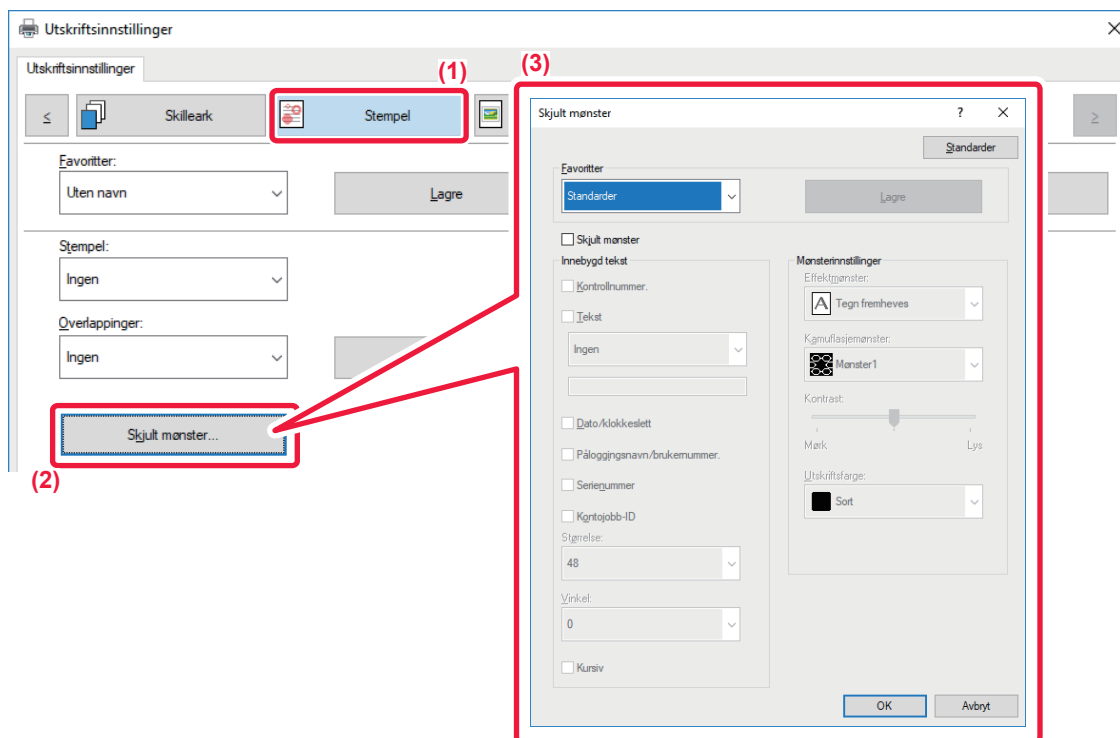 Utskriftsinnstillinger
Utskriftsinnstillinger
(1)
(3)
<
Skilleark
Stempel
>
Favoritter:
Uten navn
Lagre
Stempel:
Ingen
Overlappinger:
Ingen
Skjult mønster...
(2)
Skjult mønster
?
Standarder
Favoritter
Standarder
Lagre
Skjult mønster
Innebygd tekst
Kontrollnummer.
Tekst
Ingen
Dato/klokkeslett
Påloggingsnavn/brukernummer.
Serienummer
Kontojobb-ID
Størrelse:
48
Vinkel:
0
Kursiv
Mønsterinnstillinger
Effektmønster:
A Tegn fremheves
Kamuflasjemønster:
Mønster1
Kontrast:
Mørk Lys
Utskriftsfarge:
Sort
OK
Avbryt